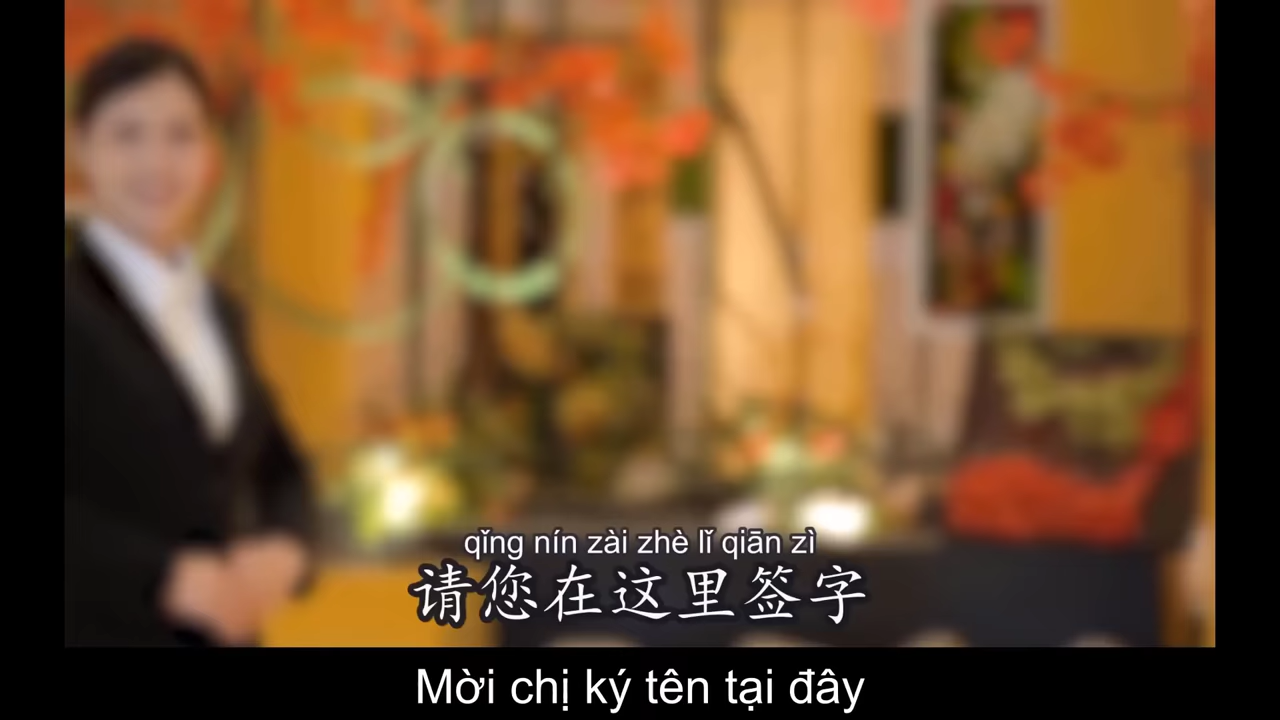 qǐng nín zài zhè lǐ qiān zì
请您在这里签字
Mời chị ký tên tại đây